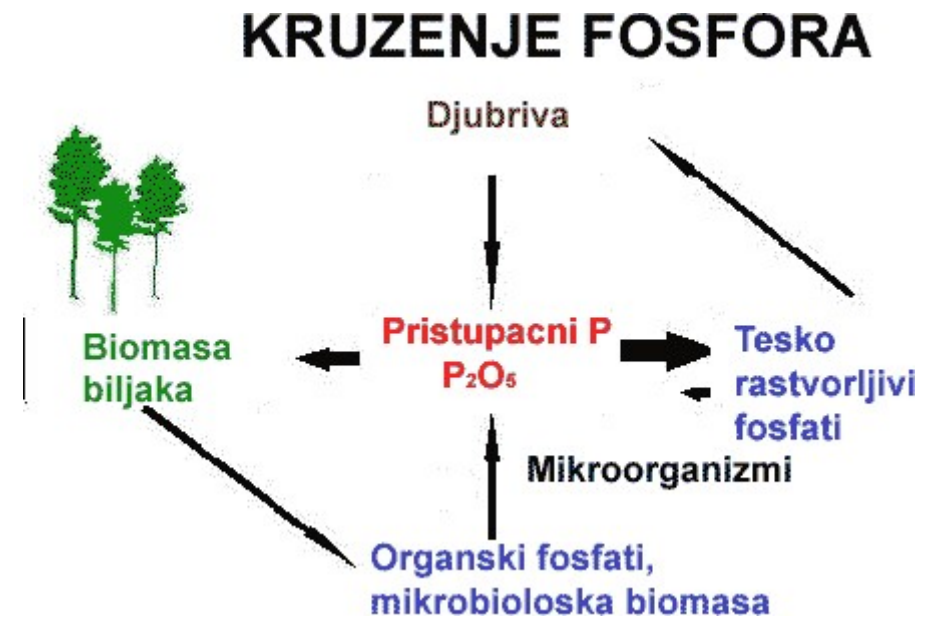 KRUZENJE FOSFORA
Djubriva
Pristupacni P
P₂O₅
Biomasa
biljaka
Tesko
rastvorljivi
fosfati
Mikroorganizmi
Organski fosfati,
mikrobioloska biomasa